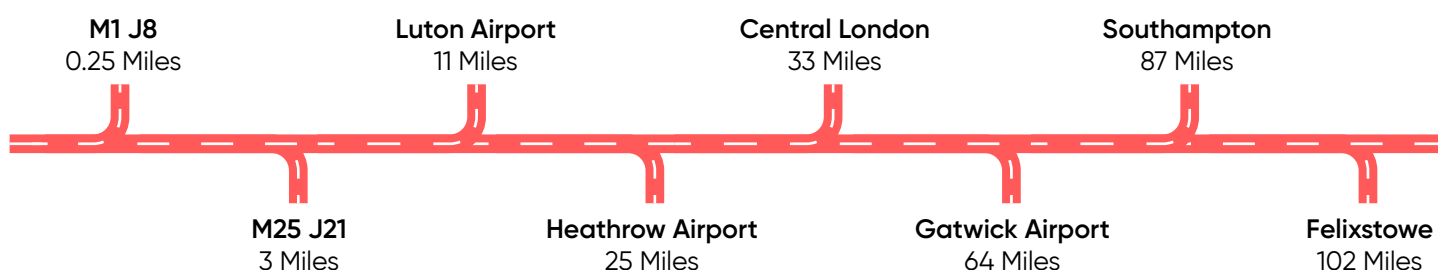 M1 J8
0.25 Miles
Luton Airport
11 Miles
Central London
33 Miles
Southampton
87 Miles
M25 J21
3 Miles
Heathrow Airport
25 Miles
Gatwick Airport
64 Miles
Felixstowe
102 Miles